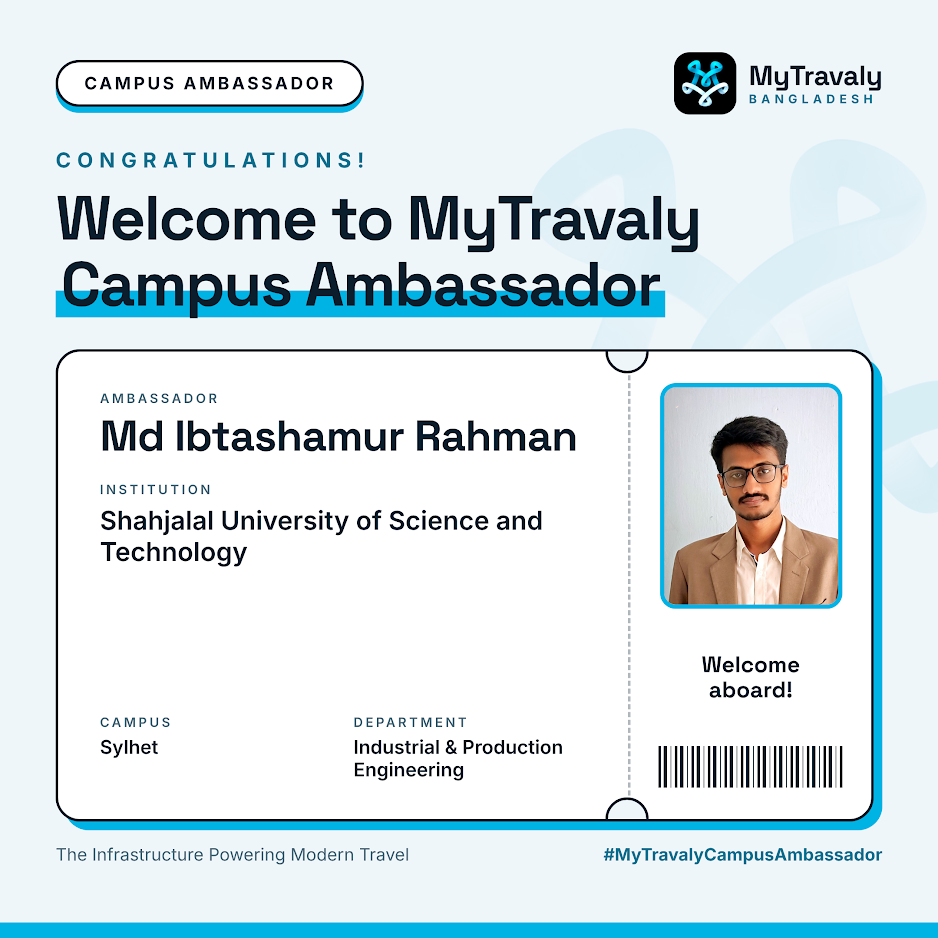 CAMPUS AMBASSADOR
MyTravaly
BANGLADESH
CONGRATULATIONS!
Welcome to MyTravaly
Campus Ambassador
AMBASSADOR
Md Ibtashamur Rahman
INSTITUTION
Shahjalal University of Science and
Technology
Welcome
aboard!
CAMPUS
Sylhet
DEPARTMENT
Industrial & Production
Engineering
The Infrastructure Powering Modern Travel
#MyTravalyCampusAmbassador